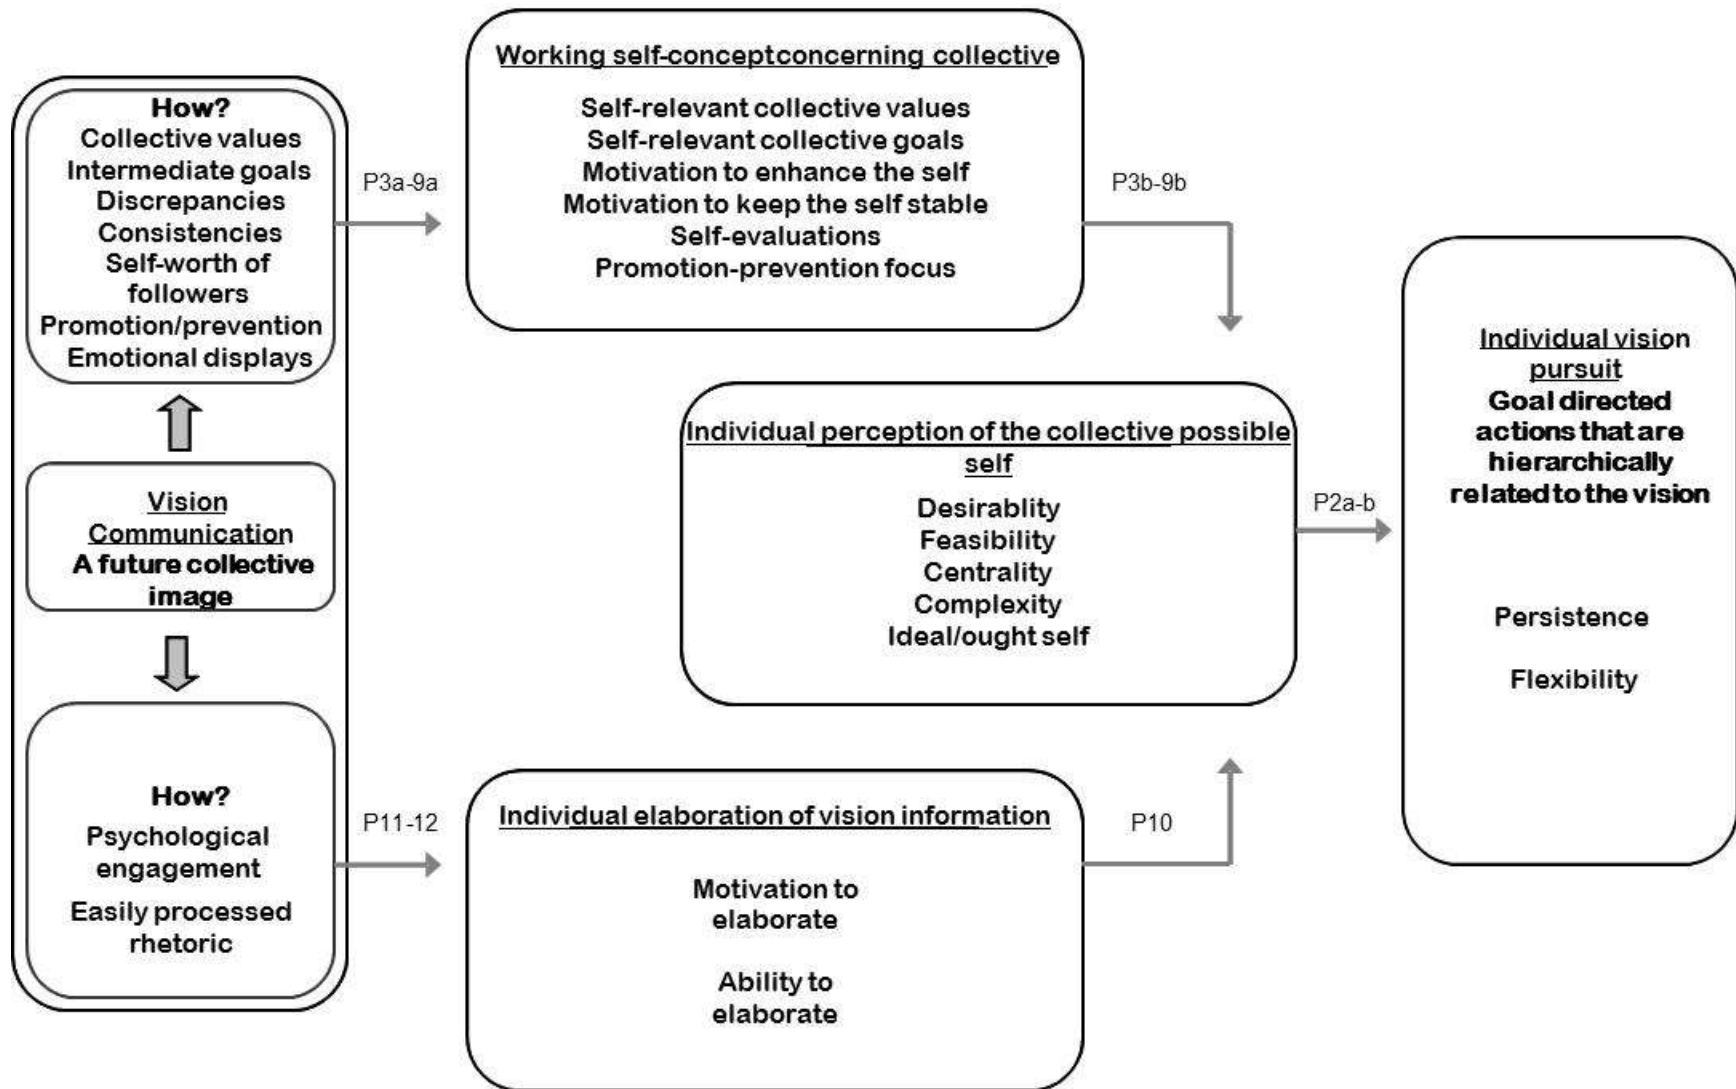 How?
Collective values
Intermediate goals
Discrepancies
Consistencies
Self-worth of
followers
Promotion/prevention
Emotional displays
Vision
Communication
A future collective
image
How?
Psychological
engagement
Easily processed
rhetoric
P3a-9a
P11-12
Working self-concept concerning collective
Self-relevant collective values
Self-relevant collective goals
Motivation to enhance the self
Motivation to keep the self stable
Self-evaluations
Promotion-prevention focus
P3b-9b
Individual perception of the collective possible
self
Desirablity
Feasibility
Centrality
Complexity
Ideal/ought self
Individual elaboration of vision information
Motivation to
elaborate
Ability to
elaborate
P10
P2a-b
Individual vision
pursuit
Goal directed
actions that are
hierarchically
related to the vision
Persistence
Flexibility